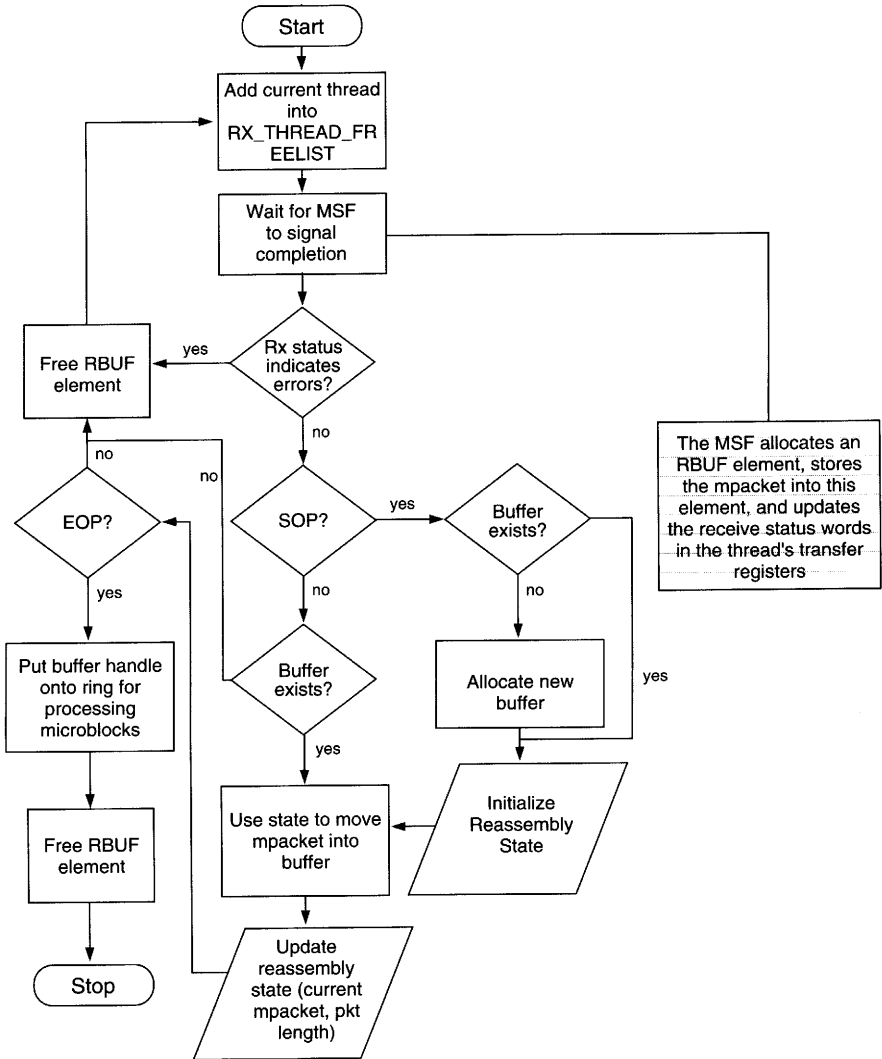 Start
Add current thread
into
RX_THREAD_FR
EELIST
Wait for MSF
to signal
completion
Rx status
indicates
errors?
yes
Free RBUF
element
no
The MSF allocates an
RBUF element, stores
the mpacket into this
element, and updates
the receive status words
in the thread's transfer
registers
no
no
EOP?
SOP?
yes
Buffer
exists?
yes
no
no
Put buffer handle
onto ring for
processing
microblocks
Buffer
exists?
Allocate new
buffer
yes
yes
Use state to move
mpacket into
buffer
Initialize
Reassembly
State
Free RBUF
element
Update
reassembly
state (current
mpacket, pkt
length)
Stop